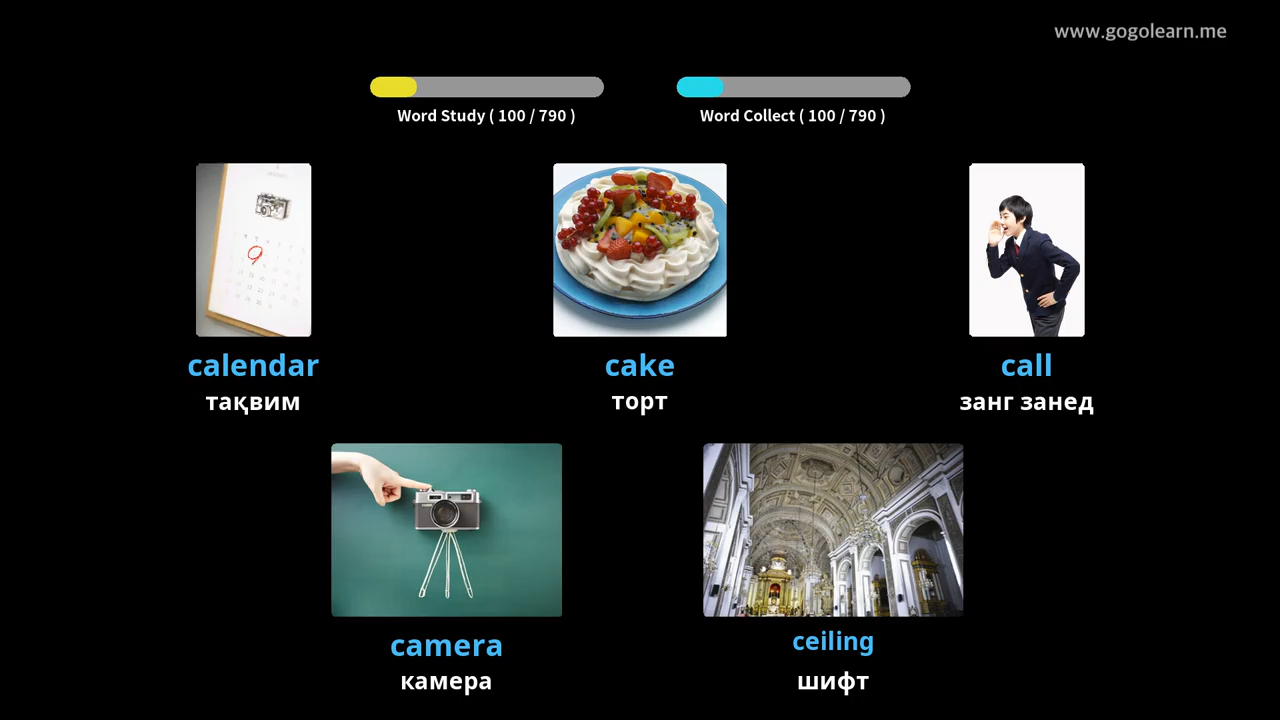 www.gogolearn.me
Word Study ( 100 / 790 )
Word Collect ( 100 / 790 )
calendar
тақвим
cake
торт
call
занг занед
camera
камера
ceiling
шифт